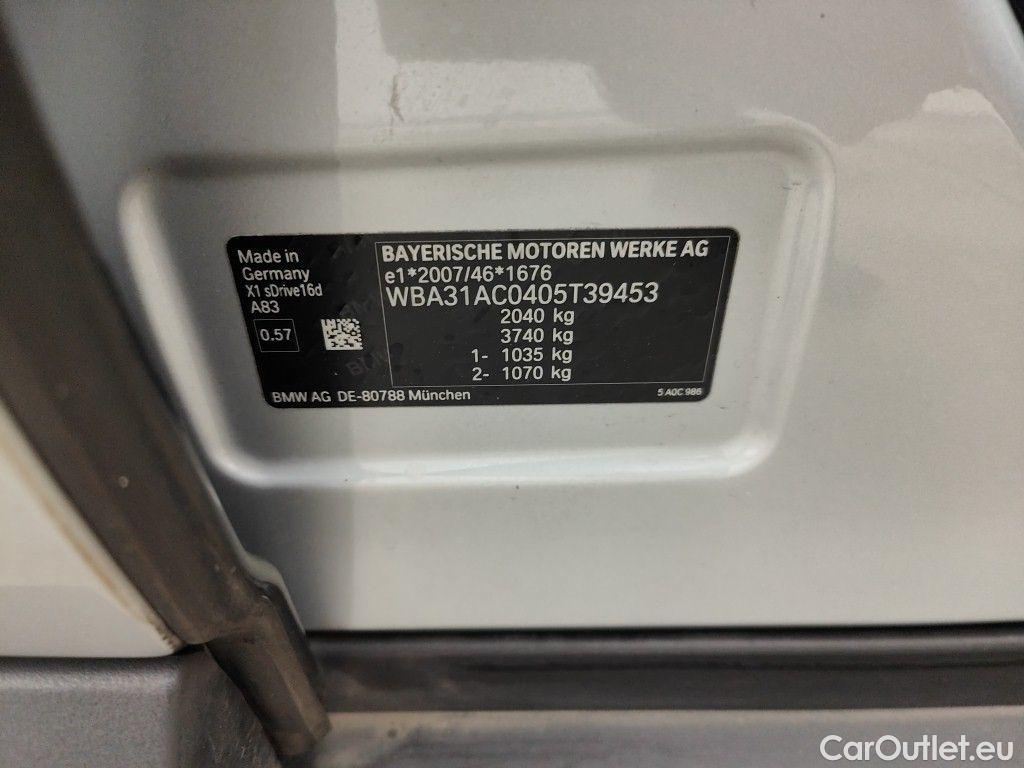 Made in
Germany
X1 sDrive16d
A83
0.57
BAYERISCHE MOTOREN WERKE AG
e1*2007/46*1676
WBA31AC0405T39453
2040 kg
3740 kg
1- 1035 kg
2- 1070 kg
BMW AG DE-80788 München
5 A0C 986
CarOutlet.eu